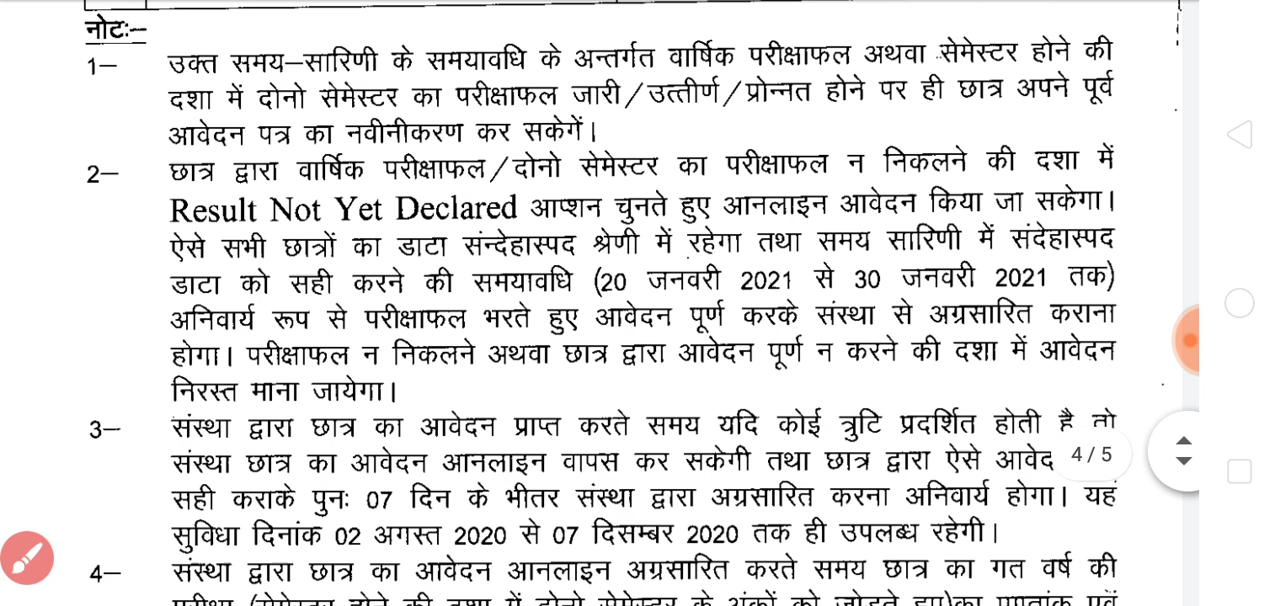 नोटः—
1— उक्त समय—सारिणी के समयावधि के अन्तर्गत वार्षिक परीक्षाफल अथवा सेमेस्टर होने की
दशा में दोनो सेमेस्टर का परीक्षाफल जारी/उत्तीर्ण/प्रोन्नत होने पर ही छात्र अपने पूर्व
आवेदन पत्र का नवीनीकरण कर सकेगें।
2— छात्र द्वारा वार्षिक परीक्षाफल/दोनो सेमेस्टर का परीक्षाफल न निकलने की दशा में
Result Not Yet Declared आप्शन चुनते हुए आनलाइन आवेदन किया जा सकेगा।
ऐसे सभी छात्रों का डाटा संन्देहास्पद श्रेणी में रहेगा तथा समय सारिणी में संदेहास्पद
डाटा को सही करने की समयावधि (20 जनवरी 2021 से 30 जनवरी 2021 तक)
अनिवार्य रूप से परीक्षाफल भरते हुए आवेदन पूर्ण करके संस्था से अग्रसारित कराना
होगा। परीक्षाफल न निकलने अथवा छात्र द्वारा आवेदन पूर्ण न करने की दशा में आवेदन
निरस्त माना जायेगा।
3— संस्था द्वारा छात्र का आवेदन प्राप्त करते समय यदि कोई त्रुटि प्रदर्शित होती है तो
संस्था छात्र का आवेदन आनलाइन वापस कर सकेगी तथा छात्र द्वारा ऐसे आवेद 4/5
सही कराके पुनः 07 दिन के भीतर संस्था द्वारा अग्रसारित करना अनिवार्य होगा। यह
सुविधा दिनांक 02 अगस्त 2020 से 07 दिसम्बर 2020 तक ही उपलब्ध रहेगी।
4— संस्था द्वारा छात्र का आवेदन आनलाइन अग्रसारित करते समय छात्र का गत वर्ष की
परीक्षा (सेमेस्टर होने की दशा में दोनो सेमेस्टर के अंकों को जोड़ते हुए)का प्राप्तांक एवं